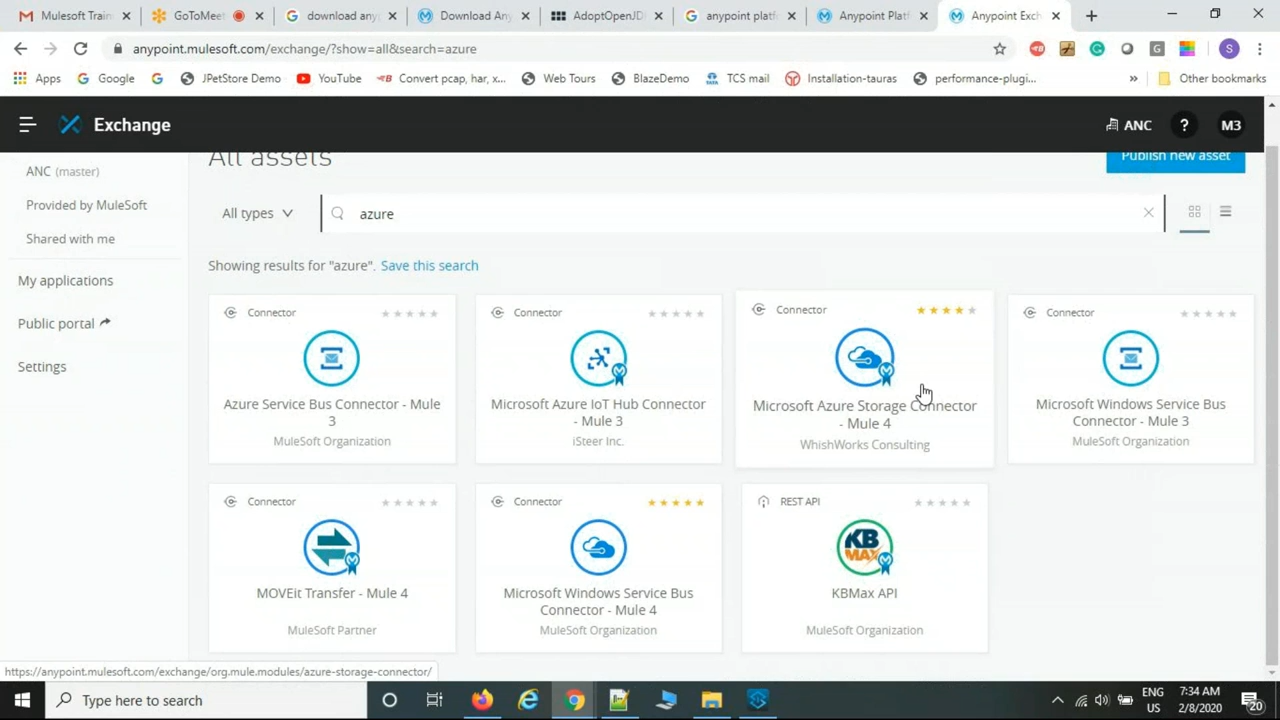 Mulesoft Train
GoToMeet
download any
Download An
AdoptOpenJD
anypoint platf
Anypoint Platf
Anypoint Exch
anypoint.mulesoft.com/exchange/?show=all&search=azure
S
Apps
Google
JPetStore Demo
YouTube
Convert pcap, har, x...
Web Tours
BlazeDemo
TCS mail
Installation-tauras
performance-plugi...
»
Other bookmarks
Exchange
ANC
?
M3
All assets
Publish new asset
ANC (master)
Provided by MuleSoft
Shared with me
My applications
Public portal
Settings
All types
azure
Showing results for "azure". Save this search
Connector
Azure Service Bus Connector - Mule
3
MuleSoft Organization
Connector
Microsoft Azure IoT Hub Connector
- Mule 3
iSteer Inc.
Connector
Microsoft Azure Storage Connector
- Mule 4
WhishWorks Consulting
Connector
Microsoft Windows Service Bus
Connector - Mule 3
MuleSoft Organization
Connector
MOVEit Transfer - Mule 4
MuleSoft Partner
Connector
Microsoft Windows Service Bus
Connector - Mule 4
MuleSoft Organization
REST API
KB
MAX
KBMax API
MuleSoft Organization
https://anypoint.mulesoft.com/exchange/org.mule.modules/azure-storage-connector/
Type here to search
ENG
US
7:34 AM
2/8/2020
20